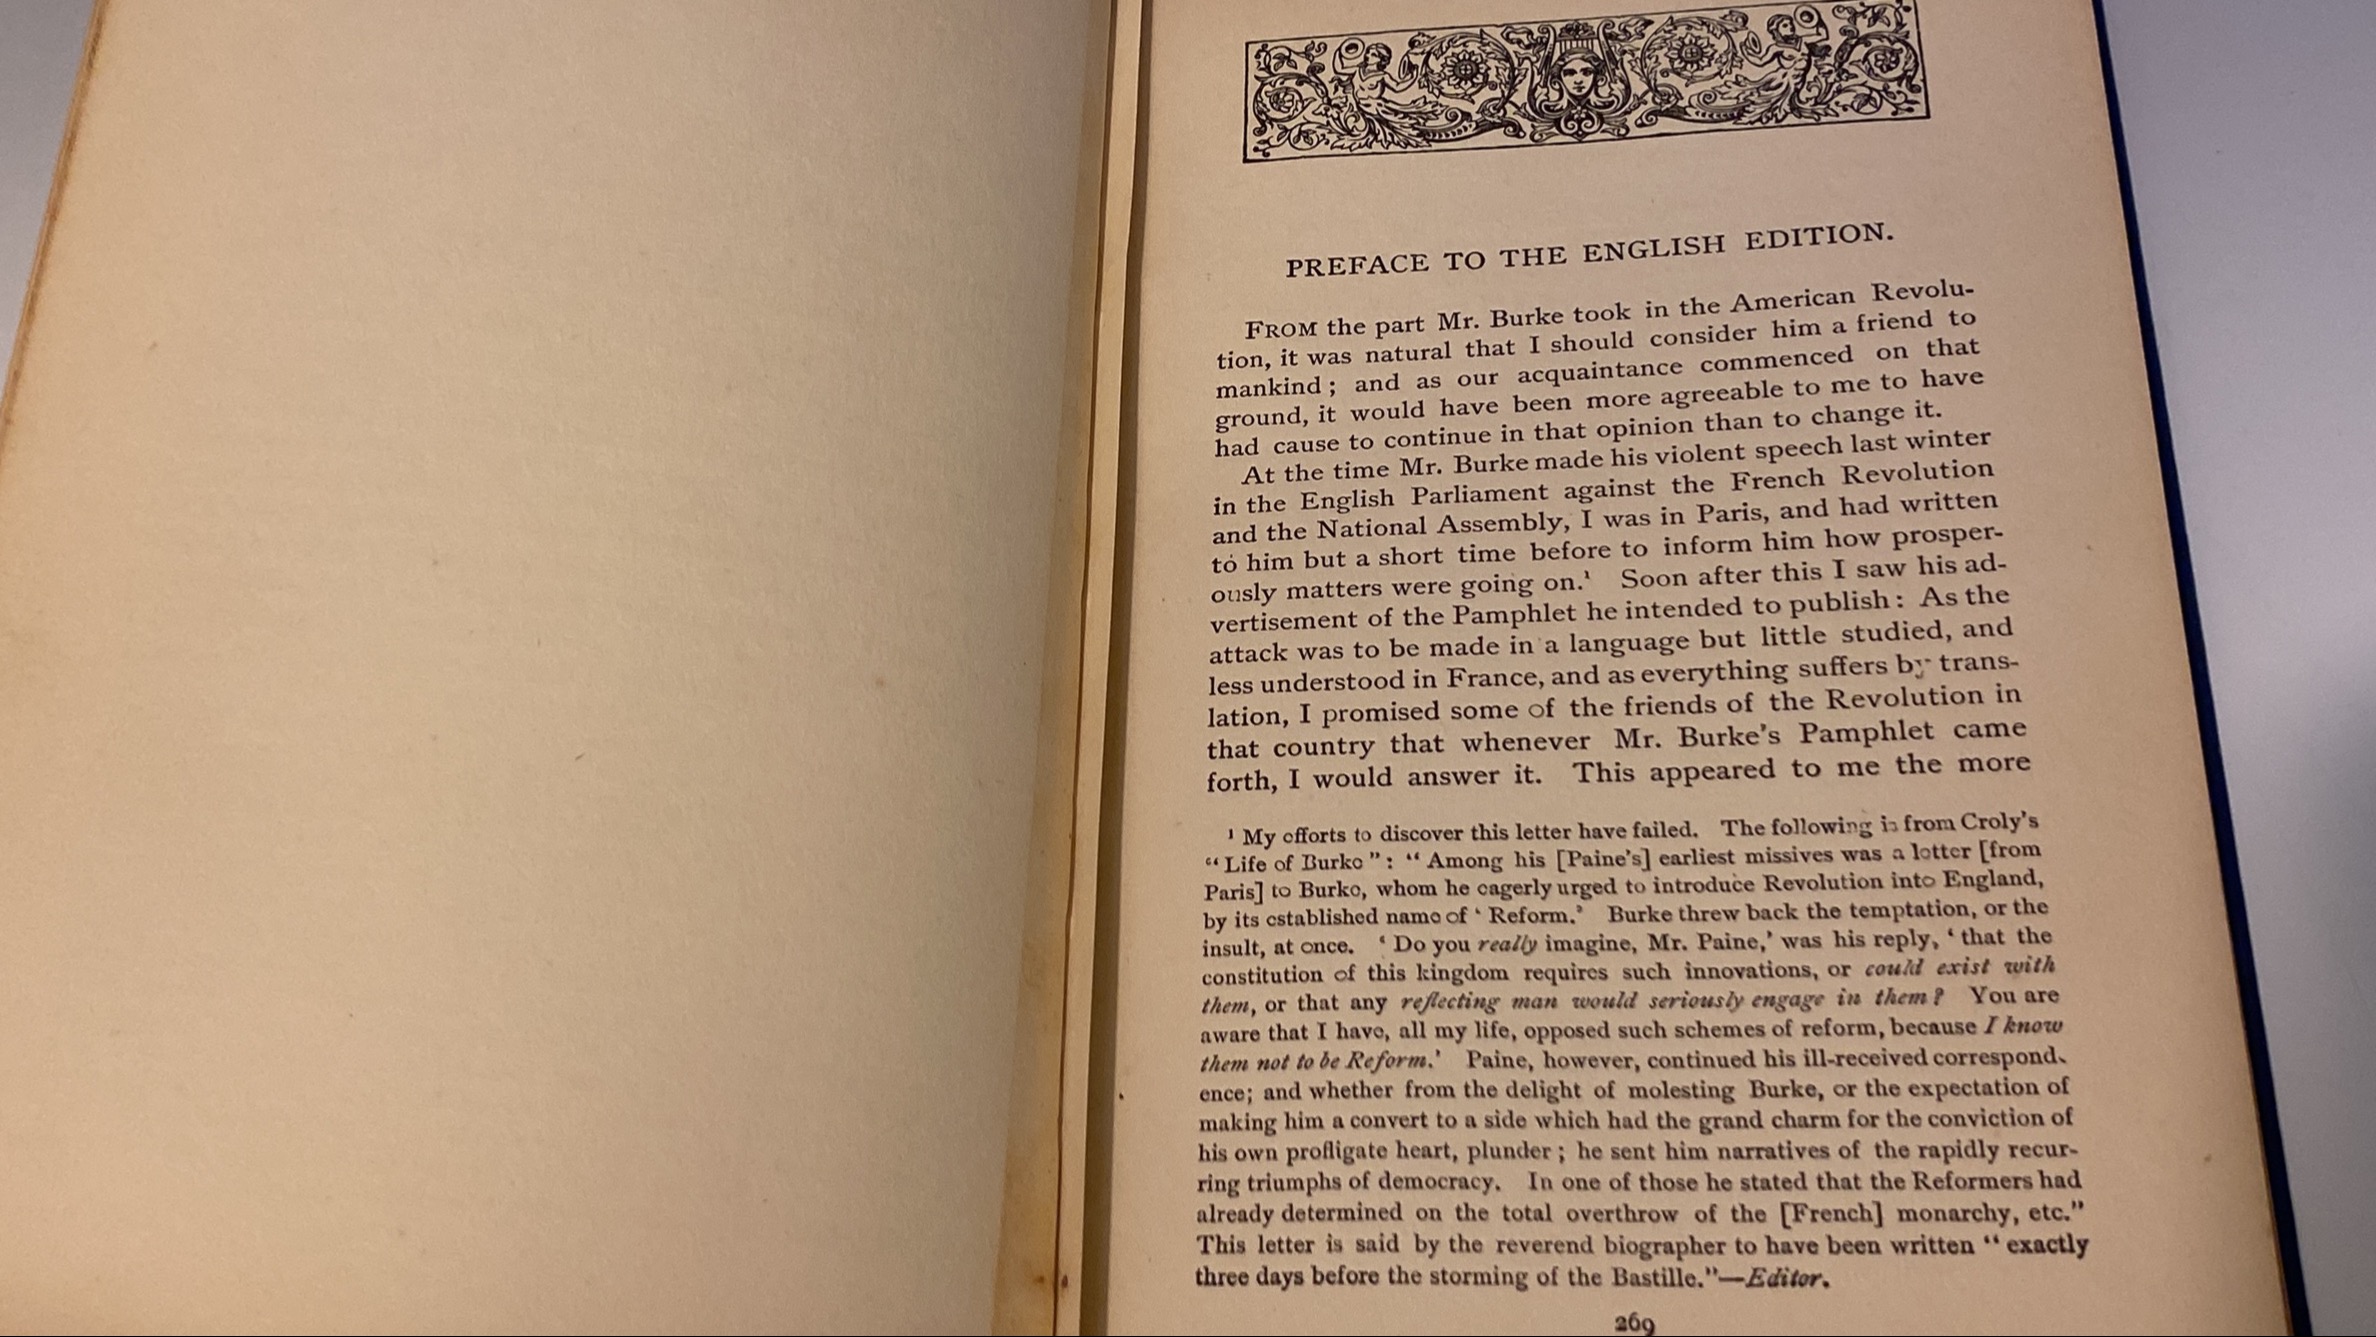 PREFACE TO THE ENGLISH EDITION.
FROM the part Mr. Burke took in the American Revolu-
tion, it was natural that I should consider him a friend to
mankind; and as our acquaintance commenced on that
ground, it would have been more agreeable to me to have
had cause to continue in that opinion than to change it.
At the time Mr. Burke made his violent speech last winter
in the English Parliament against the French Revolution
and the National Assembly, I was in Paris, and had written
to him but a short time before to inform him how prosper-
ously matters were going on.¹ Soon after this I saw his ad-
vertisement of the Pamphlet he intended to publish: As the
attack was to be made in a language but little studied, and
less understood in France, and as everything suffers by trans-
lation, I promised some of the friends of the Revolution in
that country that whenever Mr. Burke's Pamphlet came
forth, I would answer it. This appeared to me the more
¹ My efforts to discover this letter have failed. The following is from Croly's
"Life of Burke": "Among his [Paine's] earliest missives was a letter [from
Paris] to Burke, whom he eagerly urged to introduce Revolution into England,
by its established name of 'Reform.' Burke threw back the temptation, or the
insult, at once. 'Do you really imagine, Mr. Paine,' was his reply, 'that the
constitution of this kingdom requires such innovations, or could exist with
them, or that any reflecting man would seriously engage in them? You are
aware that I have, all my life, opposed such schemes of reform, because I know
them not to be Reform.' Paine, however, continued his ill-received correspond-
ence; and whether from the delight of molesting Burke, or the expectation of
making him a convert to a side which had the grand charm for the conviction of
his own profligate heart, plunder; he sent him narratives of the rapidly recur-
ring triumphs of democracy. In one of those he stated that the Reformers had
already determined on the total overthrow of the [French] monarchy, etc."
This letter is said by the reverend biographer to have been written "exactly
three days before the storming of the Bastille."—Editor.
269